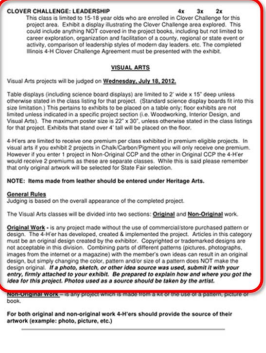 CLOVER CHALLENGE: LEADERSHIP 4x 3x 2x
This class is limited to 15-18 year olds who are enrolled in Clover Challenge for this
project area. Exhibit a display illustrating the Clover Challenge area explored. This
could include anything NOT covered in the project books, including but not limited to
career exploration, organization and facilitation of a county, regional or state event or
activity, comparison of leadership styles of modern day leaders, etc. The completed
Illinois 4-H Clover Challenge Agreement must be presented with the exhibit.
VISUAL ARTS
Visual Arts projects will be judged on Wednesday, July 18, 2012.
Table displays (including science board displays) are limited to 2' wide x 15" deep unless
otherwise stated in the class listing for that project. (Standard science display boards fit into this
size limitation.) This pertains to exhibits to be placed on a table only; floor exhibits are not
limited unless indicated in a specific project section (i.e. Woodworking, Interior Design, and
Visual Arts). The maximum poster size is 22" x 30", unless otherwise stated in the class listings
for that project. Exhibits that stand over 4' tall will be placed on the floor.
4-H'ers are limited to receive one premium per class exhibited in premium eligible projects. In
visual arts if you exhibit 2 projects in Chalk/Carbon/Pigment you will only receive one premium.
However if you enter 1 project in Non-Original CCP and the other in Original CCP the 4-H'er
would receive 2 premiums as these are separate classes. While this is said please remember
that only original artwork will be selected for State Fair selection.
NOTE: Items made from leather should be entered under Heritage Arts.
General Rules
Judging is based on the overall appearance of the completed project.
The Visual Arts classes will be divided into two sections: Original and Non-Original work.
Original Work - is any project made without the use of commercial/store purchased pattern or
design. The 4-H'er has developed, created & implemented the project. Articles in this category
must be an original design created by the exhibitor. Copyrighted or trademarked designs are
not acceptable in this division. Combining parts of different patterns (pictures, photographs,
images from the internet or a magazine) with the member's own ideas can result in an original
design, but simply changing the color, pattern and/or size of a pattern does NOT make the
design original. If a photo, sketch, or other idea source was used, submit it with your
entry, firmly attached to your exhibit. Be prepared to explain how and where you got the
idea for this project. Photos used as a source should be taken by the artist.
Non-Original Work - is any project which is made from a kit or the use of a pattern, picture or
book.
For both original and non-original work 4-H'ers should provide the source of their
artwork (example: photo, picture, etc.)